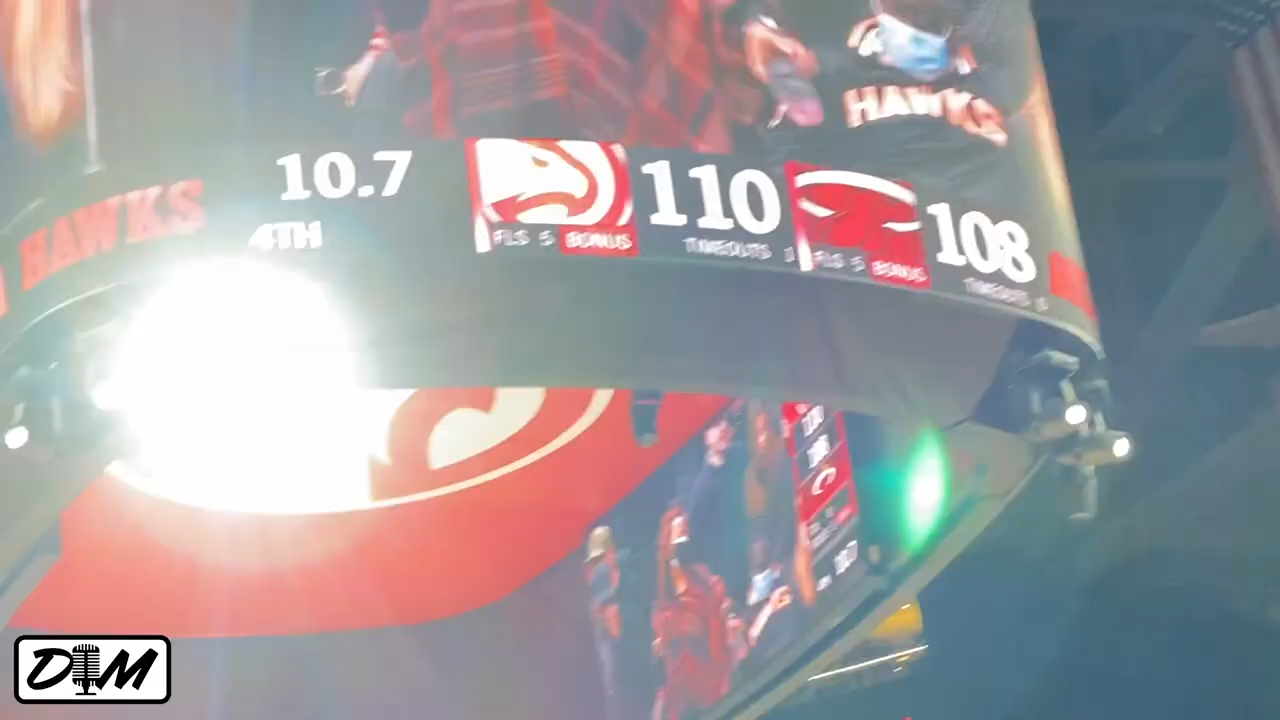 HAWKS
HAWKS
10.7
4TH
110
108
FLS 5 BONUS
TIMEOUTS 1
FLS 5 BONUS
TIMEOUTS
DM